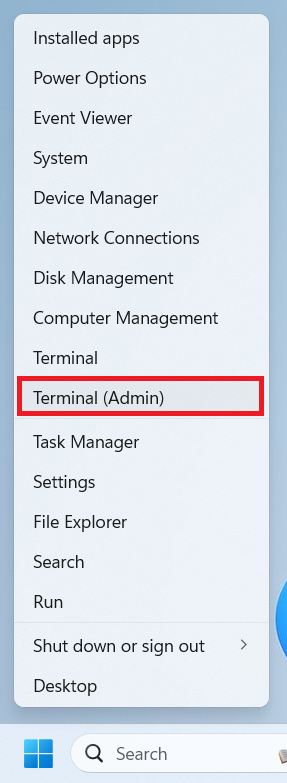 Installed apps
Power Options
Event Viewer
System
Device Manager
Network Connections
Disk Management
Computer Management
Terminal
Terminal (Admin)
Task Manager
Settings
File Explorer
Search
Run
Shut down or sign out
Desktop
Search